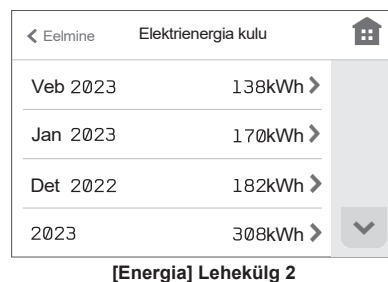 Eelmine Elektrienergia kulu
Veb 2023 138kWh
Jan 2023 170kWh
Det 2022 182kWh
2023 308kWh
[Energia] Lehekülg 2